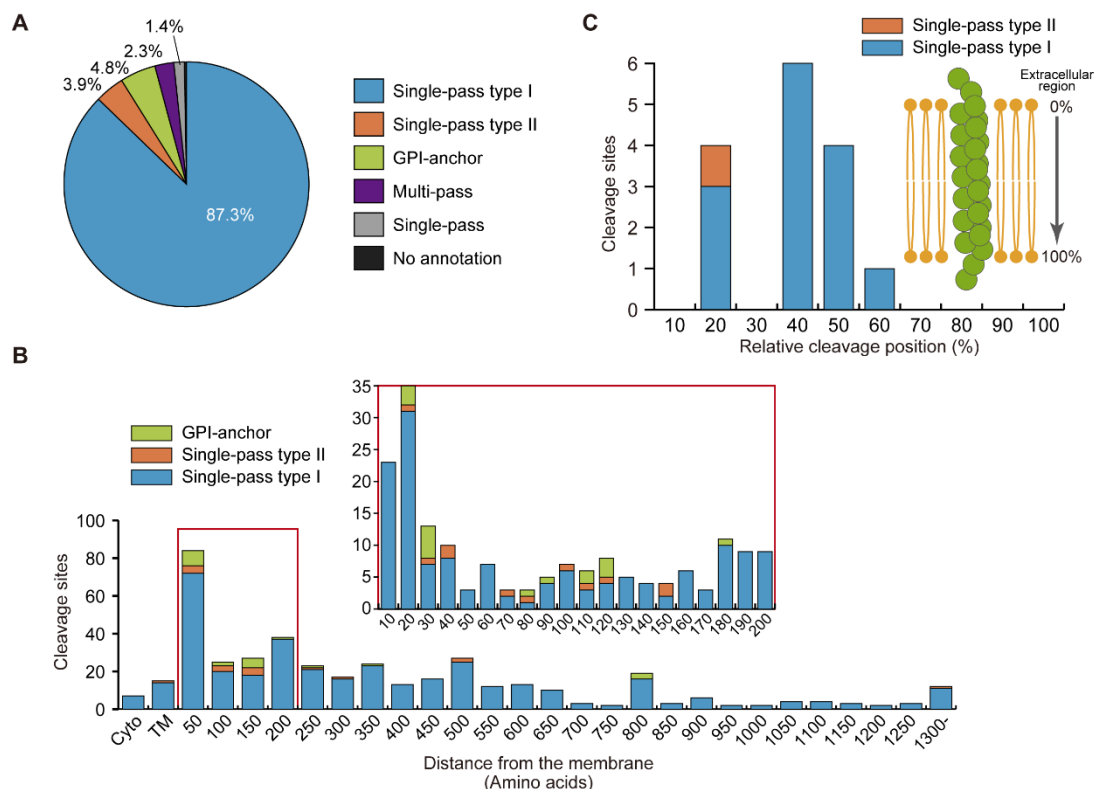 A
1.4%
2.3%
4.8%
3.9%
87.3%
Single-pass type I
Single-pass type II
GPI-anchor
Multi-pass
Single-pass
No annotation
C
Single-pass type II
Single-pass type I
Cleavage sites
6
5
4
3
2
1
0
10 20 30 40 50 60 70 80 90 100
Relative cleavage position (%)
Extracellular
region
0%
100%
B
GPI-anchor
Single-pass type II
Single-pass type I
35
30
25
20
15
10
5
0
10 20 30 40 50 60 70 80 90 100 110 120 130 140 150 160 170 180 190 200
Cleavage sites
100
80
60
40
20
0
Cyto TM 50 100 150 200 250 300 350 400 450 500 550 600 650 700 750 800 850 900 950 1000 1050 1100 1150 1200 1250 1300-
Distance from the membrane
(Amino acids)